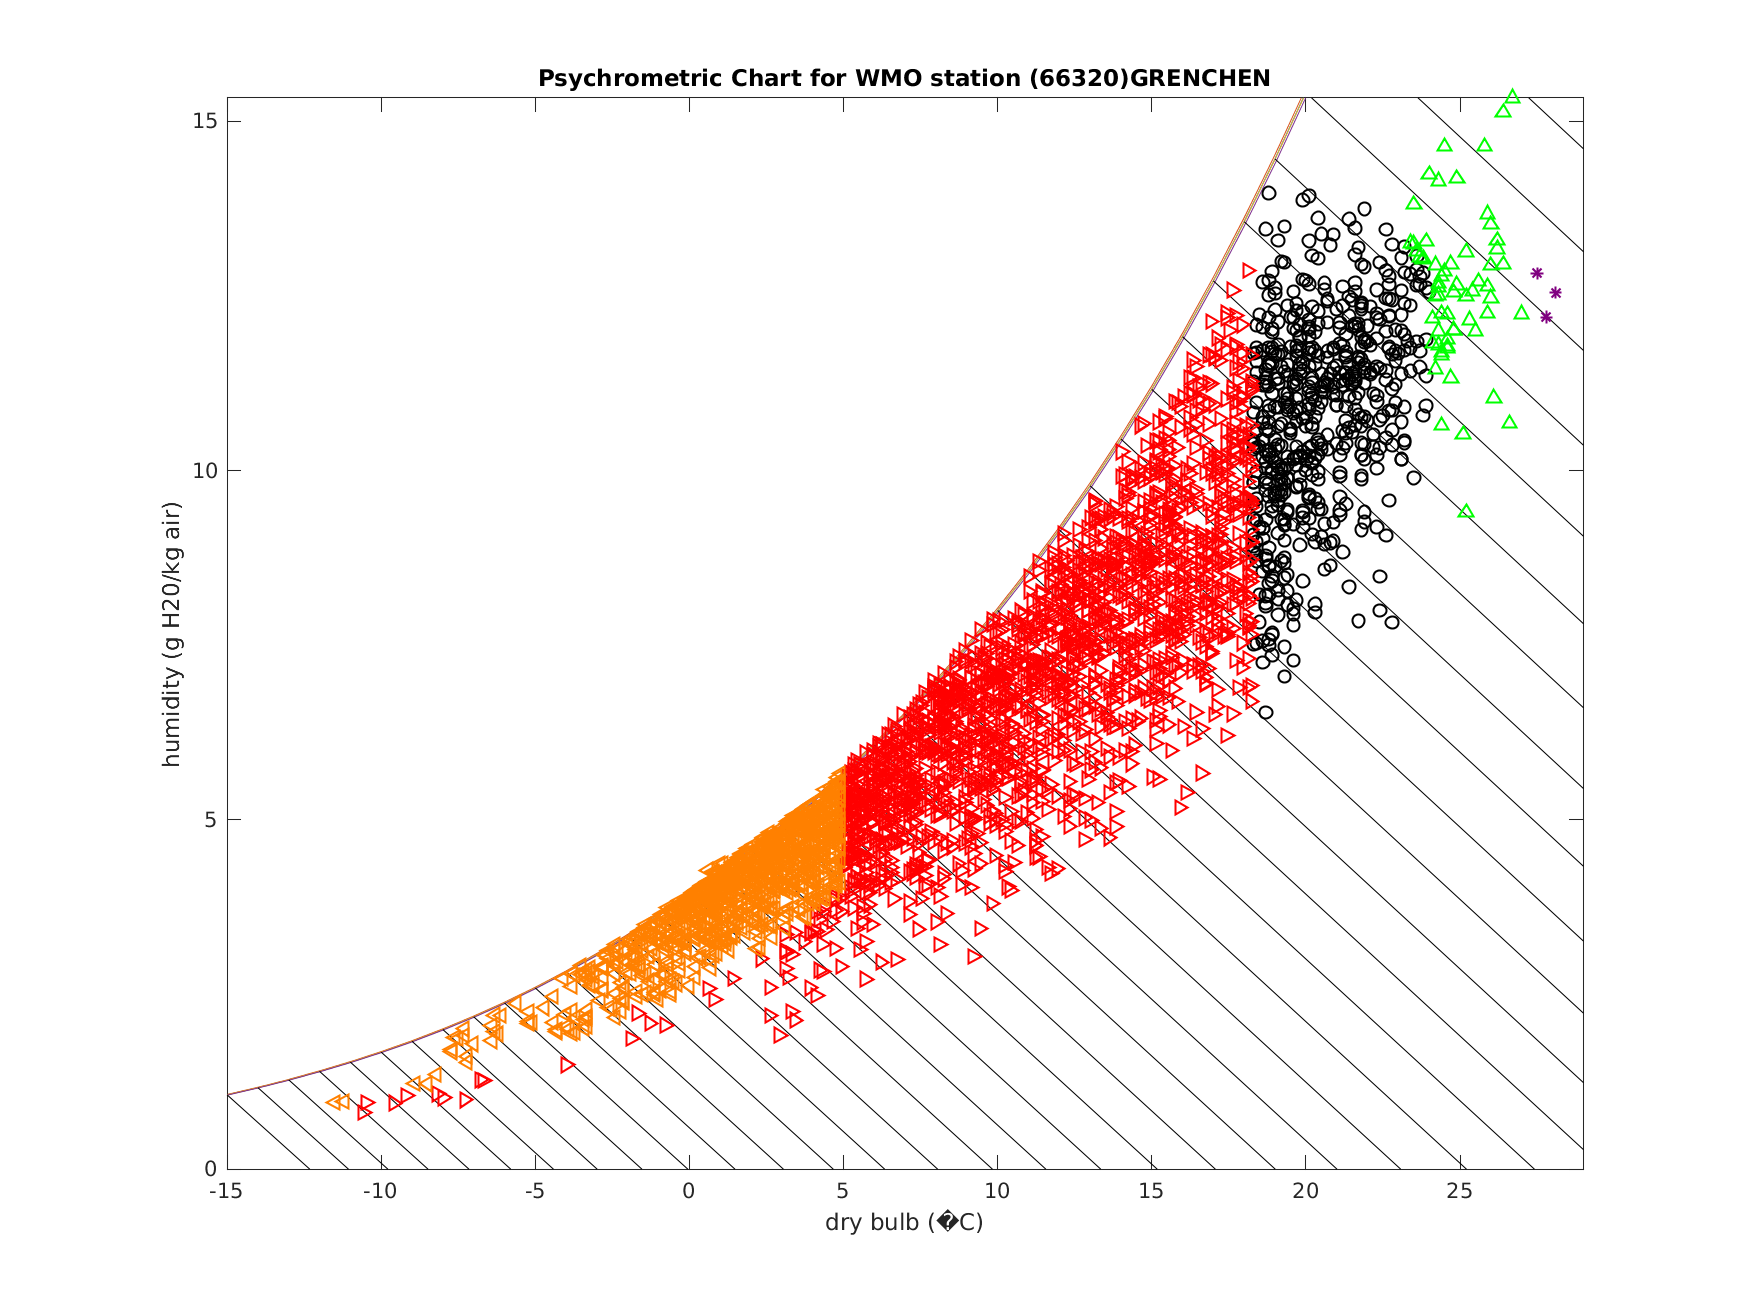 Psychrometric Chart for WMO station (66320)GRENCHEN
15
10
5
0
humidity (g H20/kg air)
-15 -10 -5 0 5 10 15 20 25
dry bulb (�C)